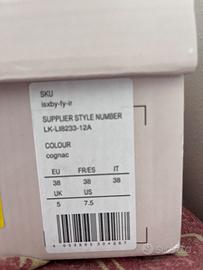 SKU
isxby-fy-ir
SUPPLIER STYLE NUMBER
LK-LI8233-12A
COLOUR
cognac
EU FR/ES IT
38 38 38
UK US
5 7.5
subito